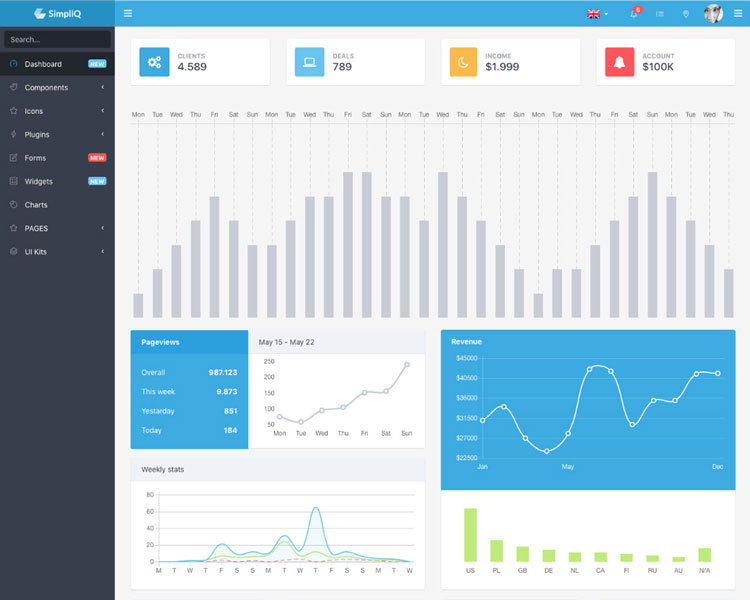 SimpliQ
5
Search...
Dashboard NEW
Components
Icons
Plugins
Forms NEW
Widgets NEW
Charts
PAGES
UI Kits
CLIENTS
4.589
DEALS
789
INCOME
$1.999
ACCOUNT
$100K
Mon Tue Wed Thu Fri Sat Sun Mon Tue Wed Thu Fri Sat Sun Mon Tue Wed Thu Fri Sat Sun Mon Tue Wed Thu Fri Sat Sun Mon Tue Wed Thu
Pageviews
Overall 987.123
This week 9.873
Yestarday 851
Today 184
May 15 - May 22
250
200
150
100
50
Mon Tue Wed Thu Fri Sat Sun
Revenue
$45000
$40500
$36000
$31500
$27000
$22500
Jan May Dec
Weekly stats
80
60
40
20
0
M T W T F S S M T W T F S S M T W
US PL GB DE NL CA FI RU AU N/A